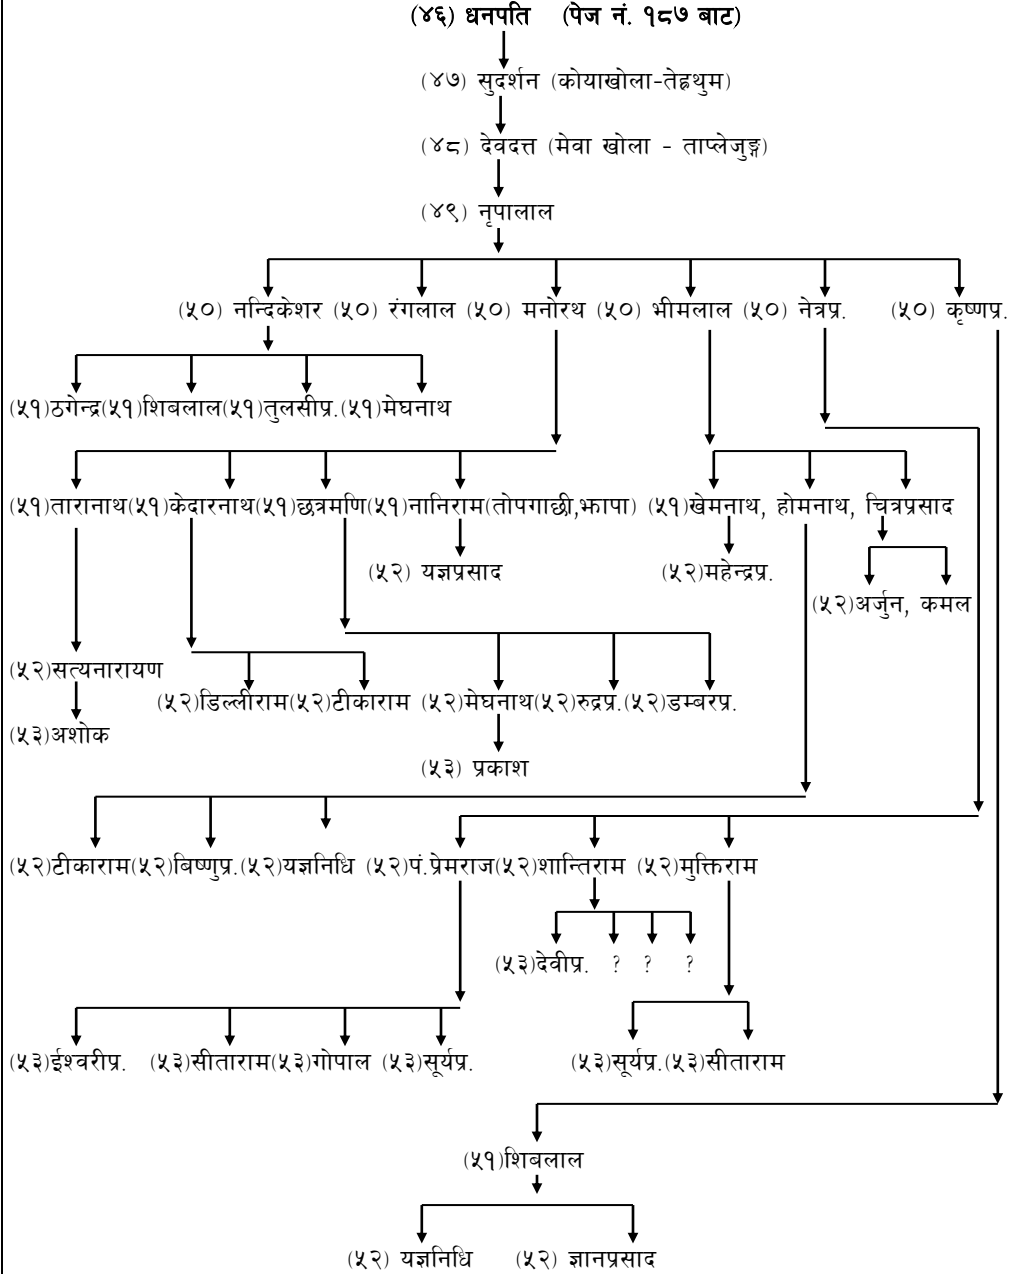 (४६) धनपति (पेज नं. १८७ बाट)
(४७) सुदर्शन (कोयाखोला-तेह्रथुम)
(४८) देवदत्त (मेवा खोला - ताप्लेजुङ्ग)
(४९) नृपालाल
(५०) नन्दिकेशर (५०) रंगलाल (५०) मनोरथ (५०) भीमलाल (५०) नेत्रप्र. (५०) कृष्णप्र.
(५१)ठगेन्द्र(५१)शिबलाल(५१)तुलसीप्र.(५१)मेघनाथ
(५१)तारानाथ(५१)केदारनाथ(५१)छत्रमणि(५१)नानिराम(तोपगाछी,झापा) (५१)खेमनाथ, होमनाथ, चित्रप्रसाद
(५२) यज्ञप्रसाद (५२)महेन्द्रप्र.
(५२)अर्जुन, कमल
(५२)सत्यनारायण
(५२)डिल्लीराम(५२)टीकाराम (५२)मेघनाथ(५२)रुद्रप्र.(५२)डम्बरप्र.
(५३)अशोक
(५३) प्रकाश
(५२)टीकाराम(५२)बिष्णुप्र.(५२)यज्ञनिधि (५२)पं.प्रेमराज(५२)शान्तिराम (५२)मुक्तिराम
(५३)देवीप्र. ? ? ?
(५३)ईश्वरीप्र. (५३)सीताराम(५३)गोपाल (५३)सूर्यप्र. (५३)सूर्यप्र.(५३)सीताराम
(५१)शिबलाल
(५२) यज्ञनिधि (५२) ज्ञानप्रसाद